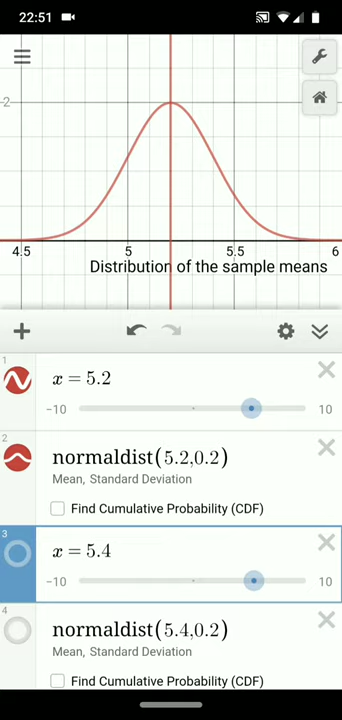 22:51
2
4.5 5 5.5 6
Distribution of the sample means
1
x = 5.2
−10 10
2
normaldist(5.2,0.2)
Mean, Standard Deviation
Find Cumulative Probability (CDF)
3
x = 5.4
−10 10
4
normaldist(5.4,0.2)
Mean, Standard Deviation
Find Cumulative Probability (CDF)